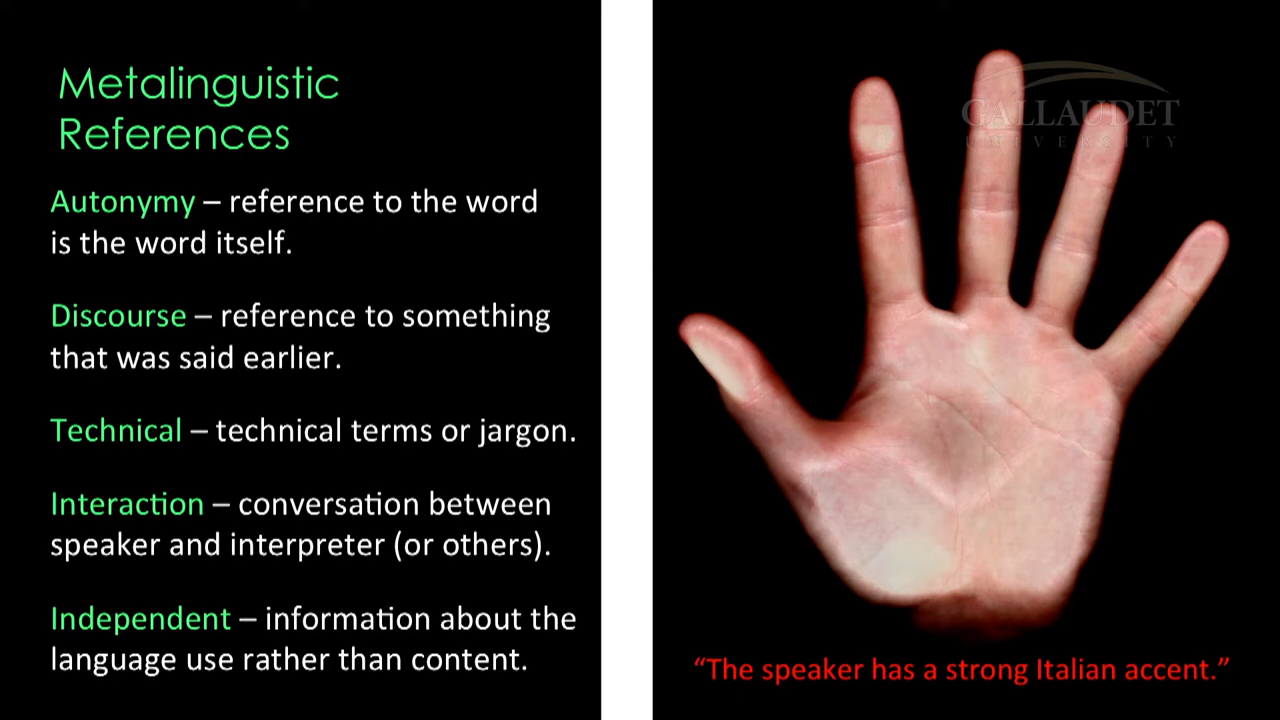 Metalinguistic
References
Autonymy – reference to the word
is the word itself.
Discourse – reference to something
that was said earlier.
Technical – technical terms or jargon.
Interaction – conversation between
speaker and interpreter (or others).
Independent – information about the
language use rather than content.
GALLAUDET
UNIVERSITY
“The speaker has a strong Italian accent.”